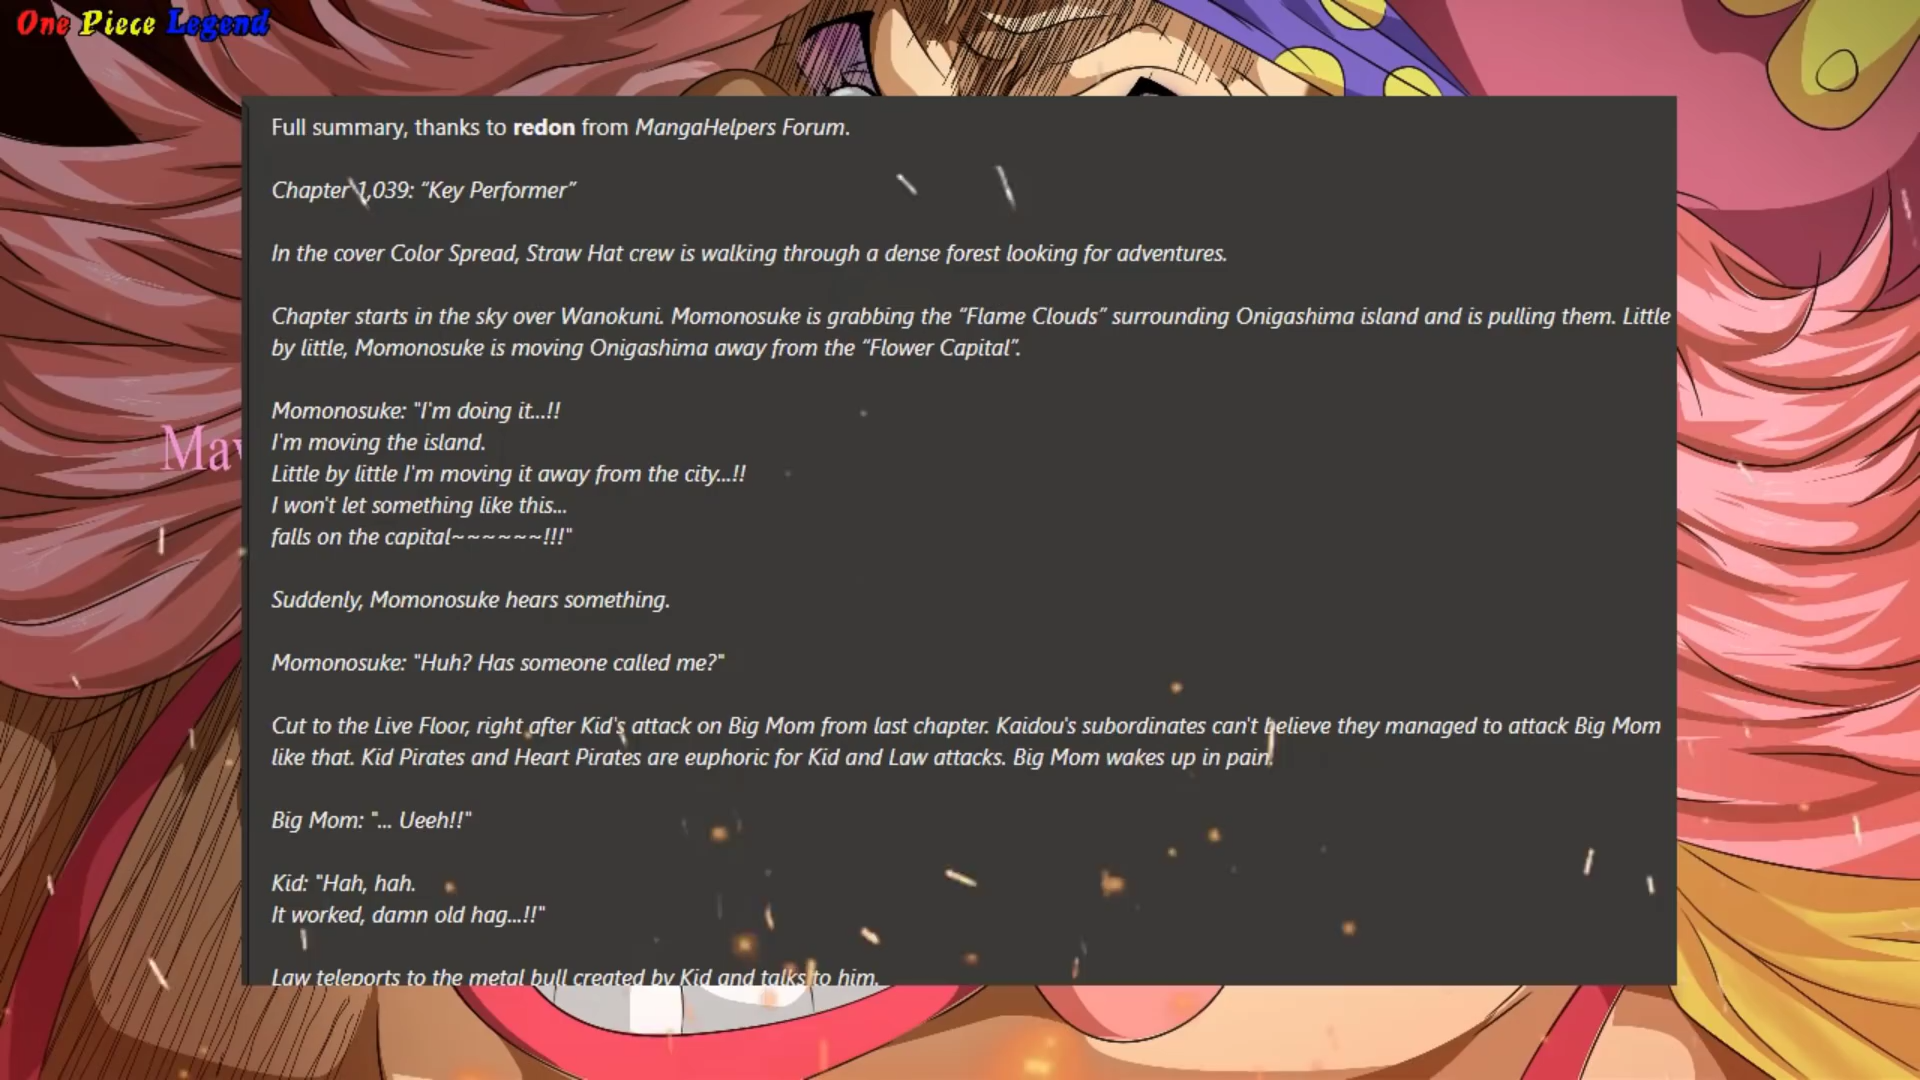 One Piece Legend
Full summary, thanks to redon from MangaHelpers Forum.
Chapter 1,039: “Key Performer”
In the cover Color Spread, Straw Hat crew is walking through a dense forest looking for adventures.
Chapter starts in the sky over Wanokuni. Momonosuke is grabbing the “Flame Clouds” surrounding Onigashima island and is pulling them. Little
by little, Momonosuke is moving Onigashima away from the “Flower Capital”.
Momonosuke: "I'm doing it...!!
I'm moving the island.
Little by little I'm moving it away from the city...!!
I won't let something like this...
falls on the capital~~~~~~!!!"
Suddenly, Momonosuke hears something.
Momonosuke: "Huh? Has someone called me?"
Cut to the Live Floor, right after Kid's attack on Big Mom from last chapter. Kaidou's subordinates can't believe they managed to attack Big Mom
like that. Kid Pirates and Heart Pirates are euphoric for Kid and Law attacks. Big Mom wakes up in pain.
Big Mom: "... Ueeh!!"
Kid: "Hah, hah.
It worked, damn old hag...!!"
Law teleports to the metal bull created by Kid and talks to him.